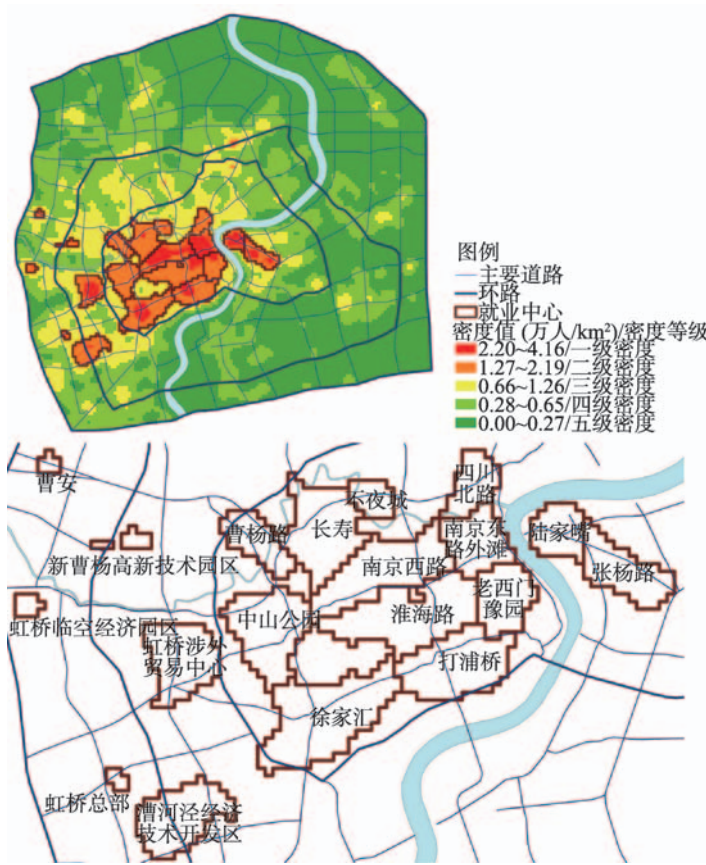 图例
主要道路
环路
就业中心
密度值 (万人/km²)/密度等级
2.20~4.16/一级密度
1.27~2.19/二级密度
0.66~1.26/三级密度
0.28~0.65/四级密度
0.00~0.27/五级密度
曹安
不夜城
四川
北路
曹杨路
长寿
南京东
路外滩
陆家嘴
新曹杨高新技术园区
南京西路
张杨路
老西门
豫园
虹桥临空经济园区
中山公园
淮海路
虹桥涉外
贸易中心
打浦桥
徐家汇
虹桥总部
漕河泾经济
技术开发区